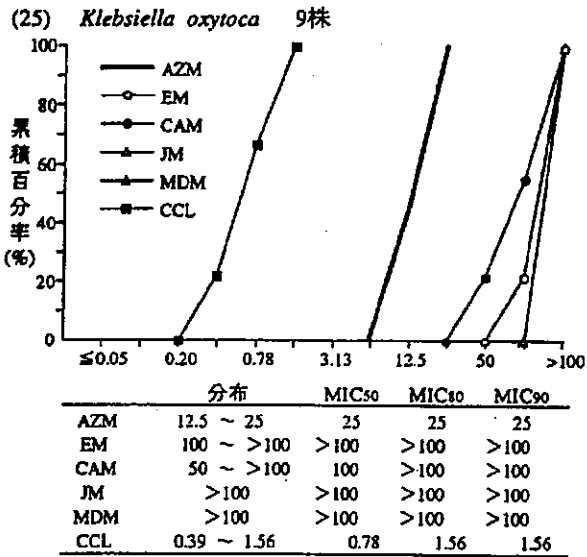 (25) Klebsiella oxytoca 9株
100
80
60
40
20
0
累積百分率(%)
AZM
EM
CAM
JM
MDM
CCL
≦0.05 0.20 0.78 3.13 12.5 50 >100
分布 MIC50 MIC80 MIC90
AZM 12.5 ~ 25 25 25 25
EM 100 ~ >100 >100 >100 >100
CAM 50 ~ >100 100 >100 >100
JM >100 >100 >100 >100
MDM >100 >100 >100 >100
CCL 0.39 ~ 1.56 0.78 1.56 1.56